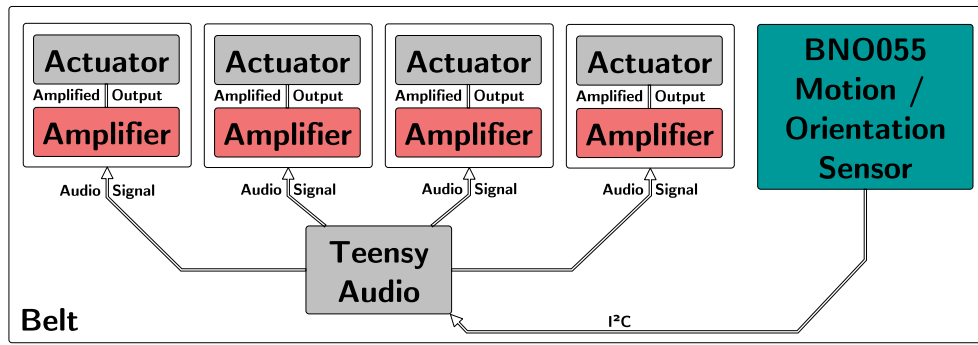 Actuator
Amplified Output
Amplifier
Audio Signal
Actuator
Amplified Output
Amplifier
Audio Signal
Actuator
Amplified Output
Amplifier
Audio Signal
Actuator
Amplified Output
Amplifier
Audio Signal
BNO055
Motion /
Orientation
Sensor
Teensy
Audio
I²C
Belt